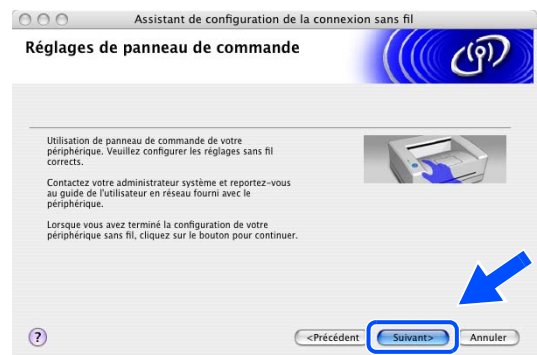 Assistant de configuration de la connexion sans fil
Réglages de panneau de commande
Utilisation de panneau de commande de votre
périphérique. Veuillez configurer les réglages sans fil
corrects.
Contactez votre administrateur système et reportez-vous
au guide de l'utilisateur en réseau fourni avec le
périphérique.
Lorsque vous avez terminé la configuration de votre
périphérique sans fil, cliquez sur le bouton pour continuer.
?
<Précédent
Suivant>
Annuler